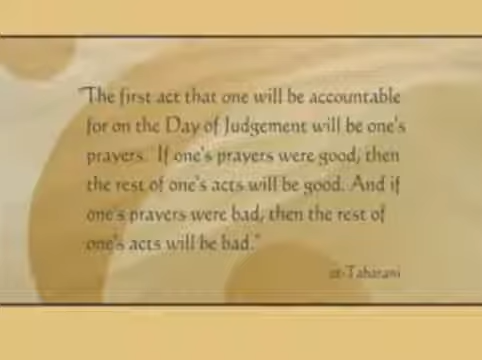 "The first act that one will be accountable
for on the Day of Judgement will be one's
prayers. If one's prayers were good, then
the rest of one's acts will be good. And if
one's prayers were bad, then the rest of
one's acts will be bad."
at-Tabarani